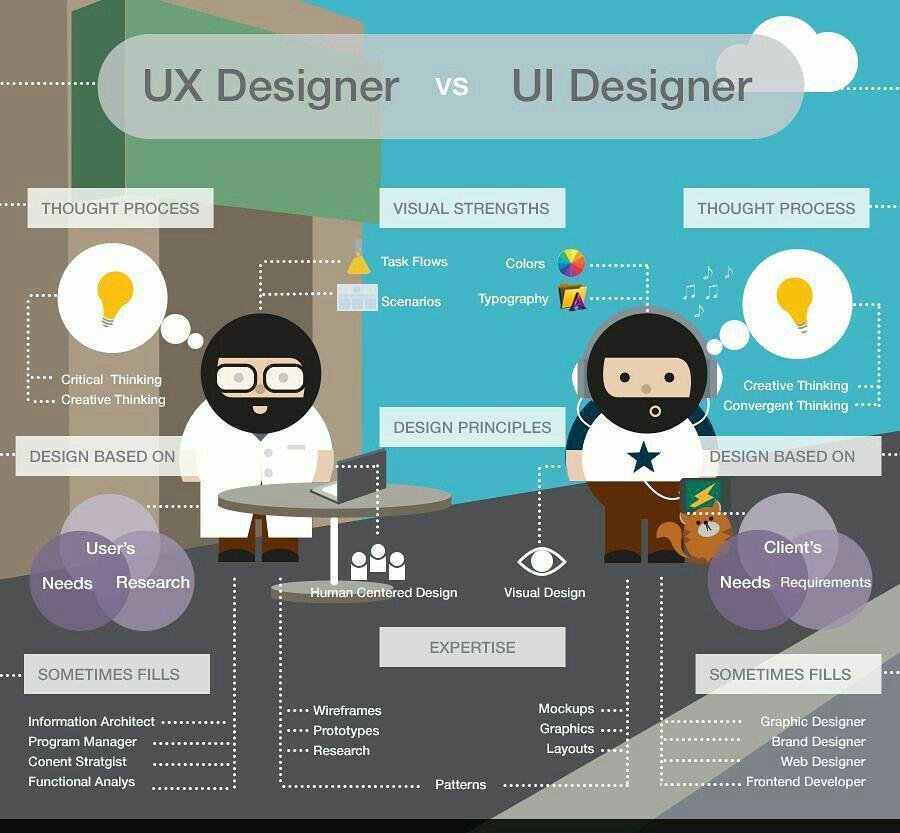 UX Designer vs UI Designer
THOUGHT PROCESS
VISUAL STRENGTHS
THOUGHT PROCESS
Task Flows
Scenarios
Colors
Typography
Critical Thinking
Creative Thinking
Creative Thinking
Convergent Thinking
DESIGN PRINCIPLES
DESIGN BASED ON
DESIGN BASED ON
User's
Needs
Research
Human Centered Design
Visual Design
Client's
Needs
Requirements
EXPERTISE
SOMETIMES FILLS
SOMETIMES FILLS
Information Architect
Program Manager
Conent Stratgist
Functional Analys
Wireframes
Prototypes
Research
Patterns
Mockups
Graphics
Layouts
Graphic Designer
Brand Designer
Web Designer
Frontend Developer